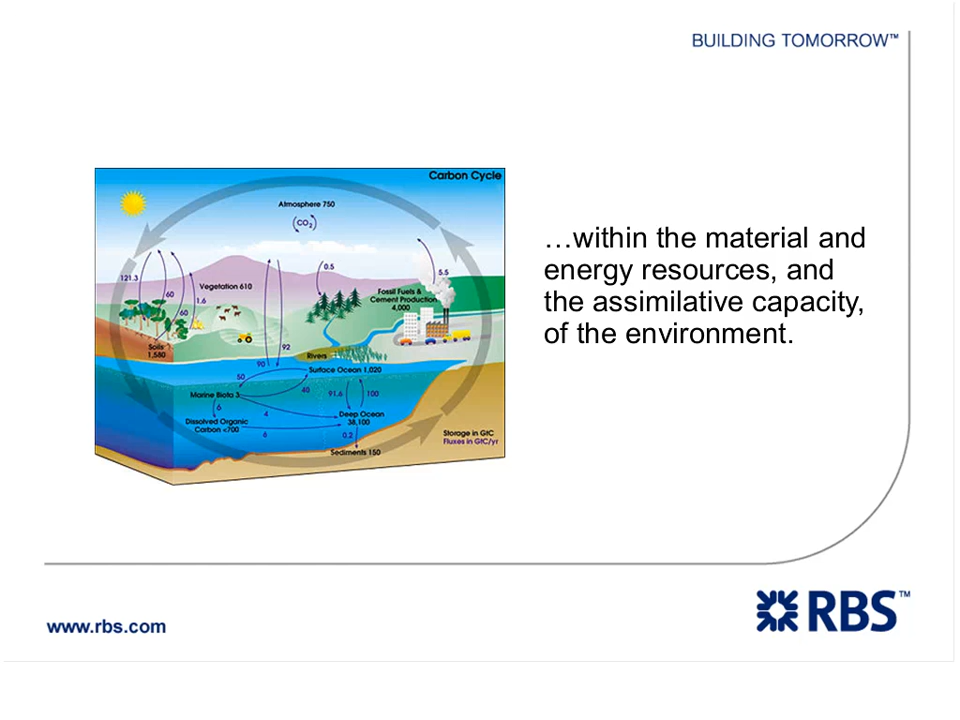 BUILDING TOMORROW™
Carbon Cycle
Atmosphere 750
CO2
121.3
60
60
1.6
Vegetation 610
0.5
5.5
Fossil Fuels &
Cement Production
4,000
Soils
1,580
92
90
Rivers
Surface Ocean 1,020
50
40
Marine Biota 3
91.6
100
6
4
Dissolved Organic
Carbon <700
Deep Ocean
38,100
6
0.2
Sediments 150
Storage in GtC
Fluxes in GtC/yr
…within the material and
energy resources, and
the assimilative capacity,
of the environment.
www.rbs.com
RBS™